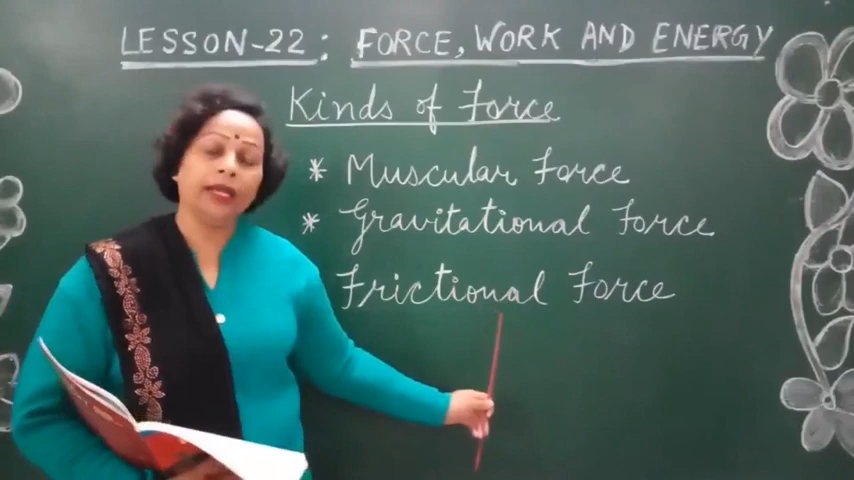 LESSON-22: FORCE, WORK AND ENERGY
Kinds of Force
* Muscular Force
* Gravitational Force
Frictional Force